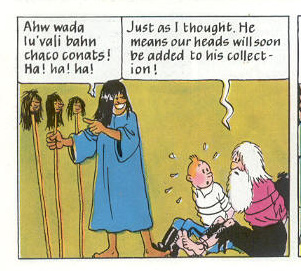 Ahw wada
lu'vali bahn
chaco conats!
Ha! ha! ha!
Just as I thought. He
means our heads will soon
be added to his collect-
ion!